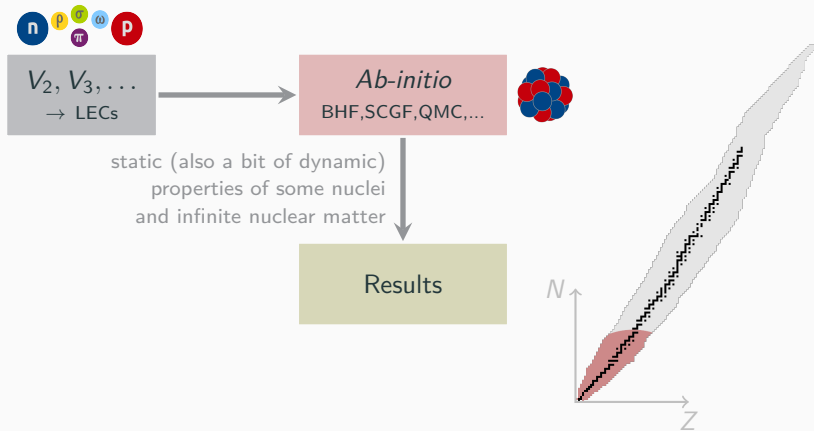 n ρ σ ω π p
V₂, V₃, ...
→ LECs
Ab-initio
BHF,SCGF,QMC,...
static (also a bit of dynamic)
properties of some nuclei
and infinite nuclear matter
Results
N
Z